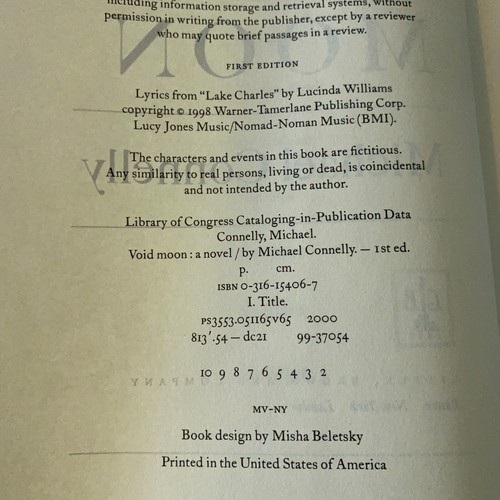 including information storage and retrieval systems, without
permission in writing from the publisher, except by a reviewer
who may quote brief passages in a review.
FIRST EDITION
Lyrics from "Lake Charles" by Lucinda Williams
copyright © 1998 Warner-Tamerlane Publishing Corp.
Lucy Jones Music/Nomad-Noman Music (BMI).
The characters and events in this book are fictitious.
Any similarity to real persons, living or dead, is coincidental
and not intended by the author.
Library of Congress Cataloging-in-Publication Data
Connelly, Michael.
Void moon : a novel / by Michael Connelly. — 1st ed.
p. cm.
ISBN 0-316-15406-7
I. Title.
PS3553.O51165V65 2000
813'.54 — dc21 99-37054
10 9 8 7 6 5 4 3 2
MV-NY
Book design by Misha Beletsky
Printed in the United States of America